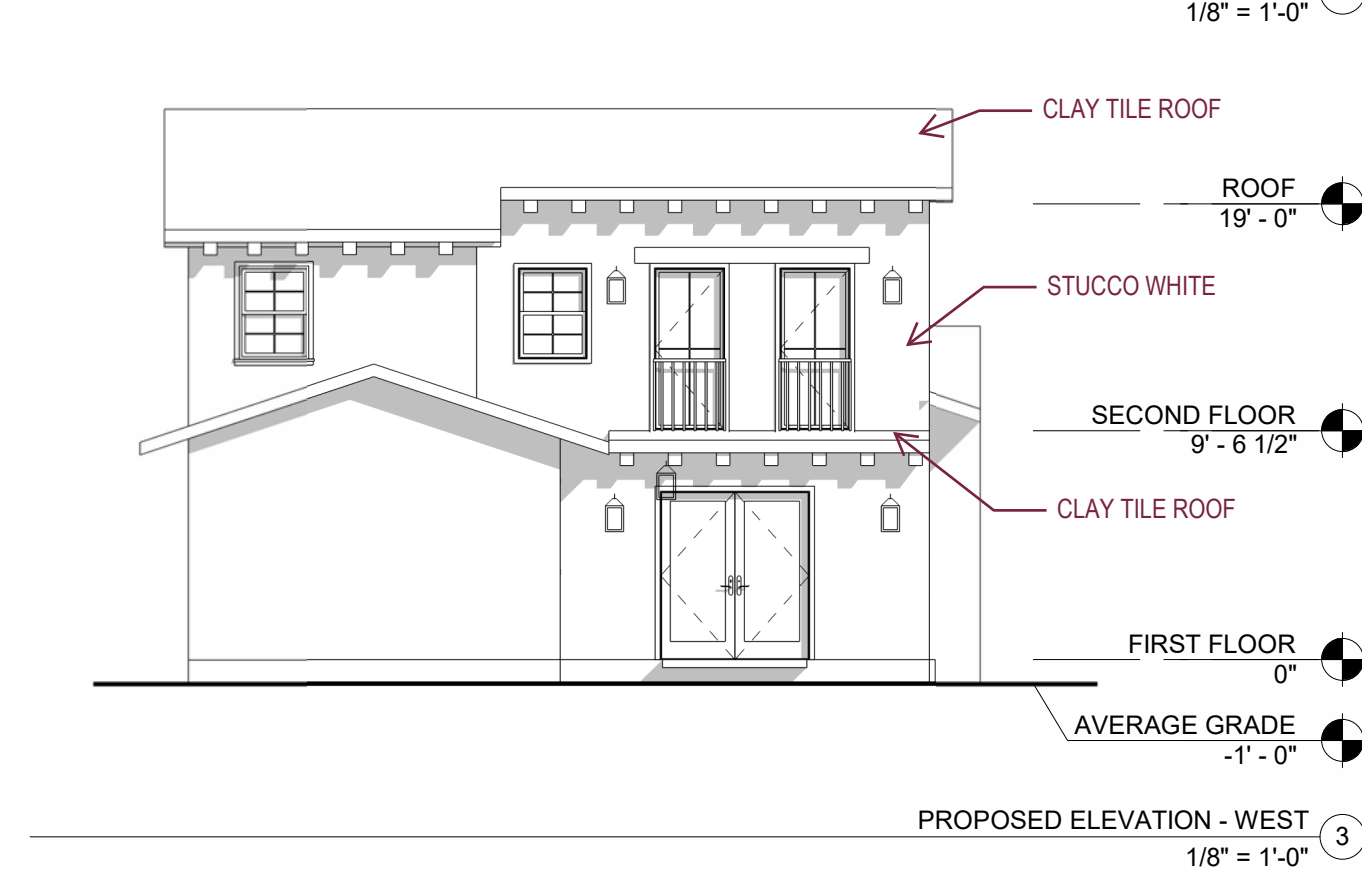 1/8" = 1'-0"
CLAY TILE ROOF
ROOF
19' - 0"
STUCCO WHITE
SECOND FLOOR
9' - 6 1/2"
CLAY TILE ROOF
FIRST FLOOR
0"
AVERAGE GRADE
-1' - 0"
PROPOSED ELEVATION - WEST
3
1/8" = 1'-0"